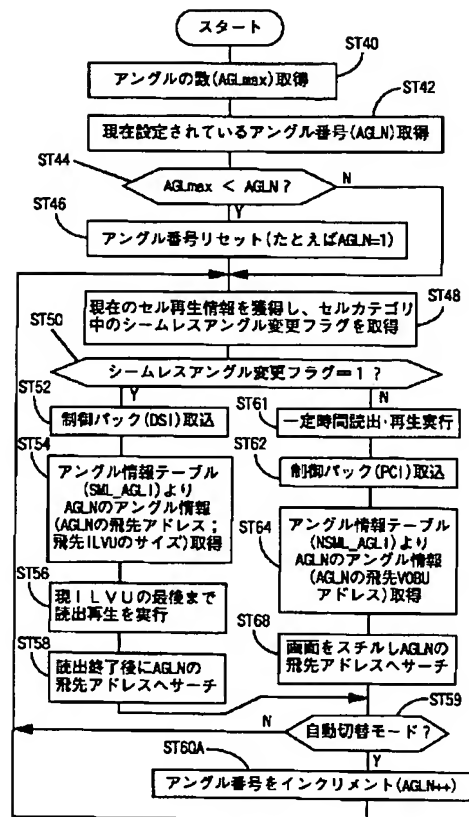 スタート
ST40
アングルの数(AGLmax)取得
ST42
現在設定されているアングル番号(AGLN)取得
ST44
AGLmax < AGLN ?
N
Y
ST46
アングル番号リセット(たとえばAGLN=1)
現在のセル再生情報を獲得し、セルカテゴリ
中のシームレスアングル変更フラグを取得
ST48
ST50
シームレスアングル変更フラグ=1 ?
Y
N
ST52
制御パック(DSI)取込
ST61
一定時間読出・再生実行
ST54
アングル情報テーブル
(SML_AGLI)より
AGLNのアングル情報
(AGLNの飛先アドレス;
飛先ILVUのサイズ)取得
ST62
制御パック(PCI)取込
ST64
アングル情報テーブル
(NSML_AGLI)より
AGLNのアングル情報
(AGLNの飛先VOBU
アドレス)取得
ST56
現ILVUの最後まで
読出再生を実行
ST68
画面をスチルしAGLNの
飛先アドレスへサーチ
ST58
読出終了後にAGLNの
飛先アドレスへサーチ
ST59
自動切替モード?
N
Y
ST60A
アングル番号をインクリメント(AGLN++)